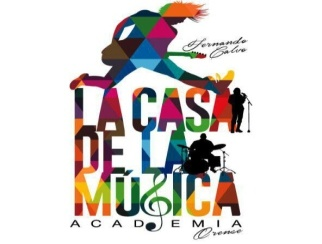 Fernando
Calvo
LA CASA
DE LA
MÚSICA
ACADEMIA
Orense